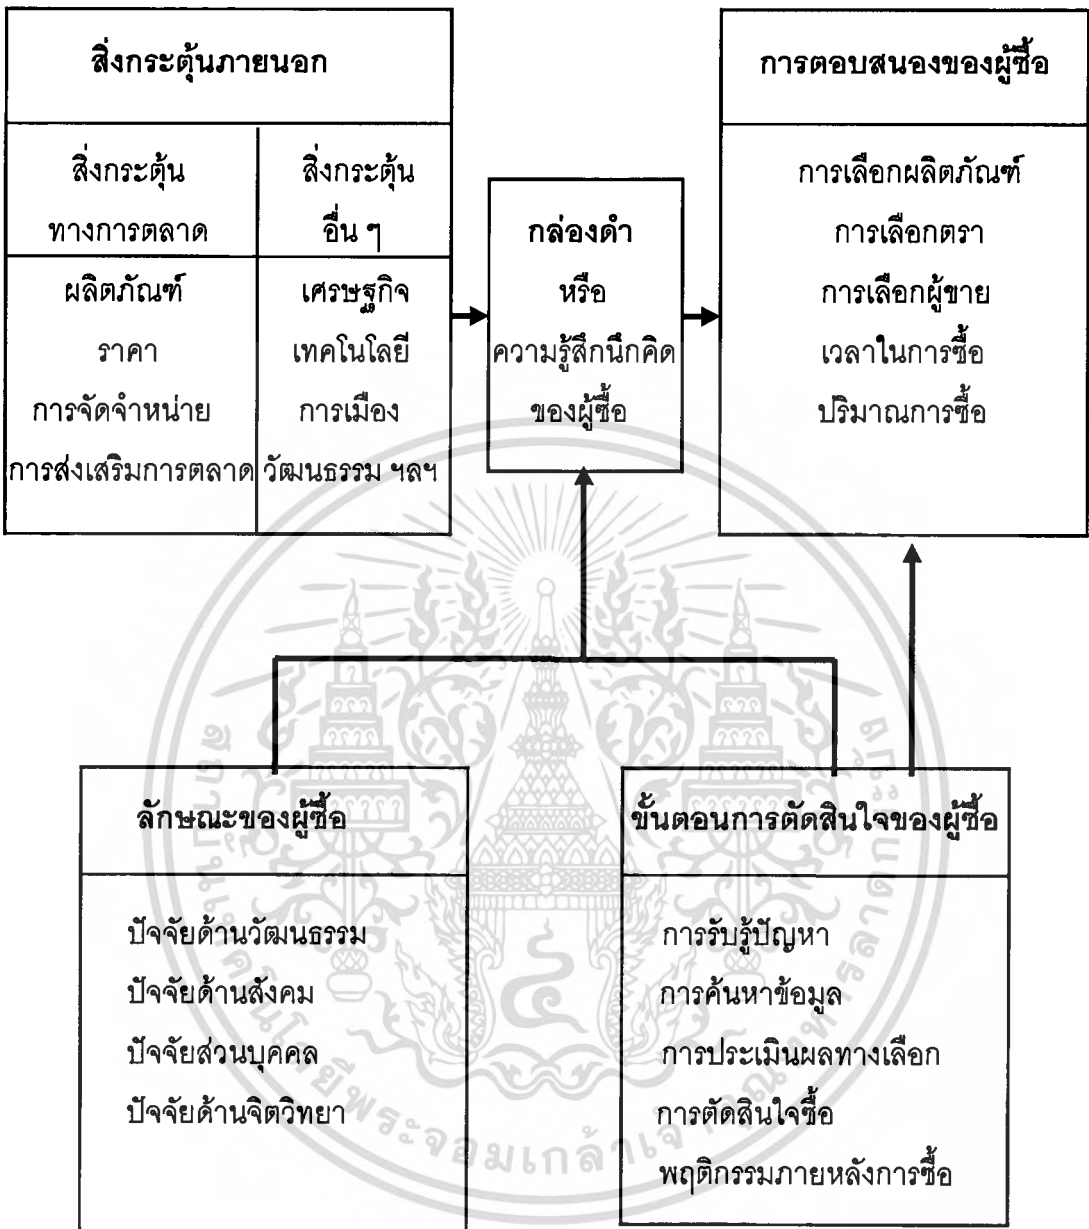 สิ่งกระตุ้นภายนอก
สิ่งกระตุ้น
ทางการตลาด
สิ่งกระตุ้น
อื่น ๆ
ผลิตภัณฑ์
ราคา
การจัดจำหน่าย
การส่งเสริมการตลาด
เศรษฐกิจ
เทคโนโลยี
การเมือง
วัฒนธรรม ฯลฯ
กล่องดำ
หรือ
ความรู้สึกนึกคิด
ของผู้ซื้อ
การตอบสนองของผู้ซื้อ
การเลือกผลิตภัณฑ์
การเลือกตรา
การเลือกผู้ขาย
เวลาในการซื้อ
ปริมาณการซื้อ
ลักษณะของผู้ซื้อ
ปัจจัยด้านวัฒนธรรม
ปัจจัยด้านสังคม
ปัจจัยส่วนบุคคล
ปัจจัยด้านจิตวิทยา
ขั้นตอนการตัดสินใจของผู้ซื้อ
การรับรู้ปัญหา
การค้นหาข้อมูล
การประเมินผลทางเลือก
การตัดสินใจซื้อ
พฤติกรรมภายหลังการซื้อ